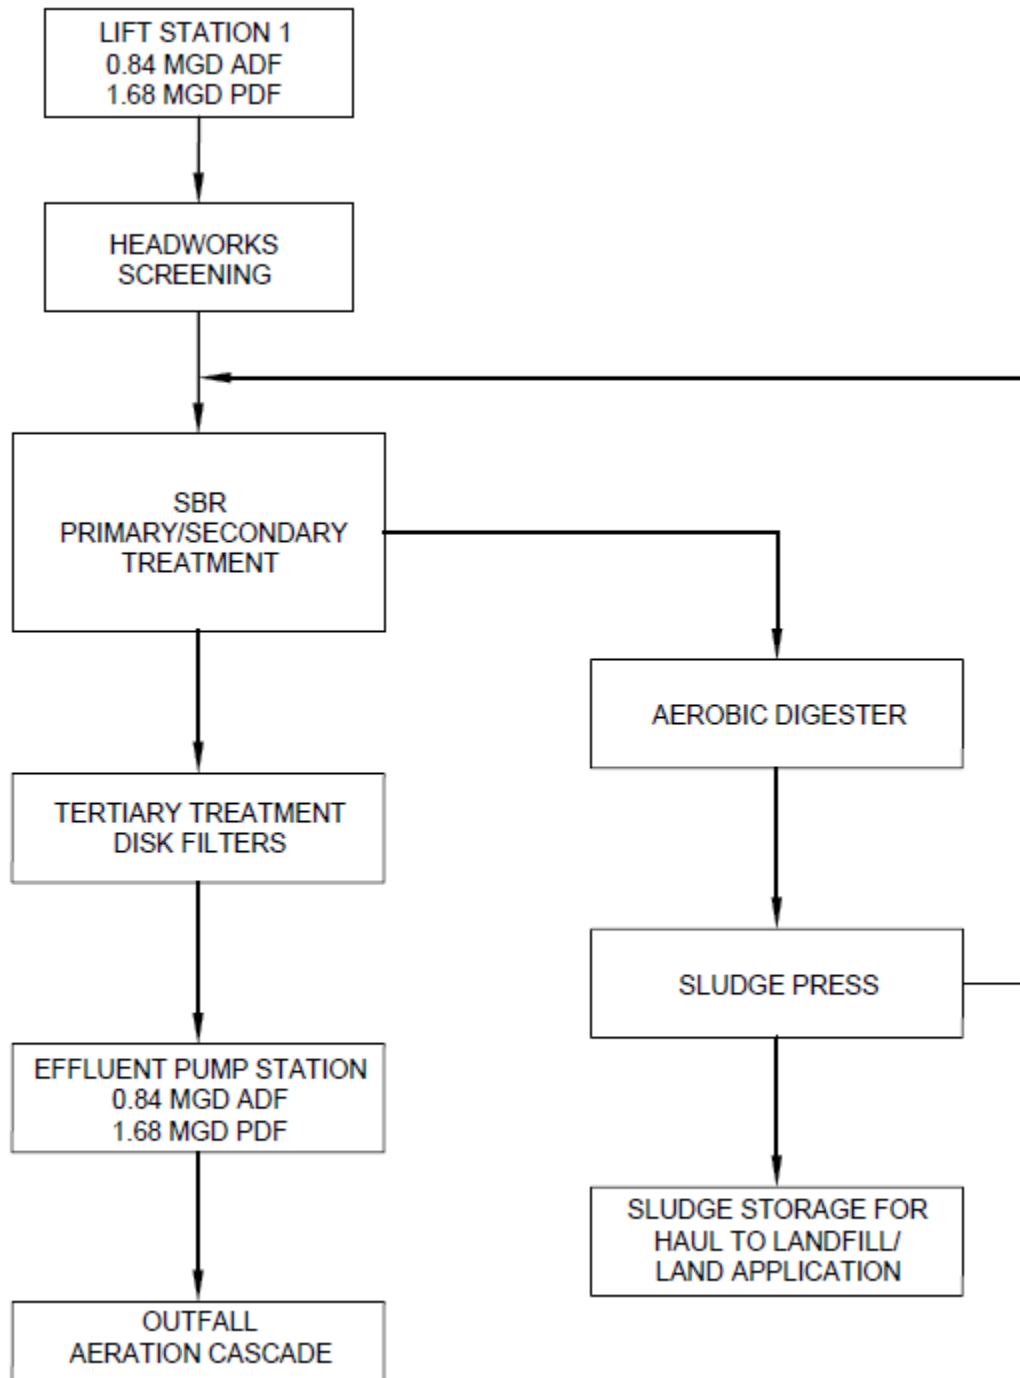 LIFT STATION 1
0.84 MGD ADF
1.68 MGD PDF
HEADWORKS
SCREENING
SBR
PRIMARY/SECONDARY
TREATMENT
AEROBIC DIGESTER
TERTIARY TREATMENT
DISK FILTERS
SLUDGE PRESS
EFFLUENT PUMP STATION
0.84 MGD ADF
1.68 MGD PDF
SLUDGE STORAGE FOR
HAUL TO LANDFILL/
LAND APPLICATION
OUTFALL
AERATION CASCADE